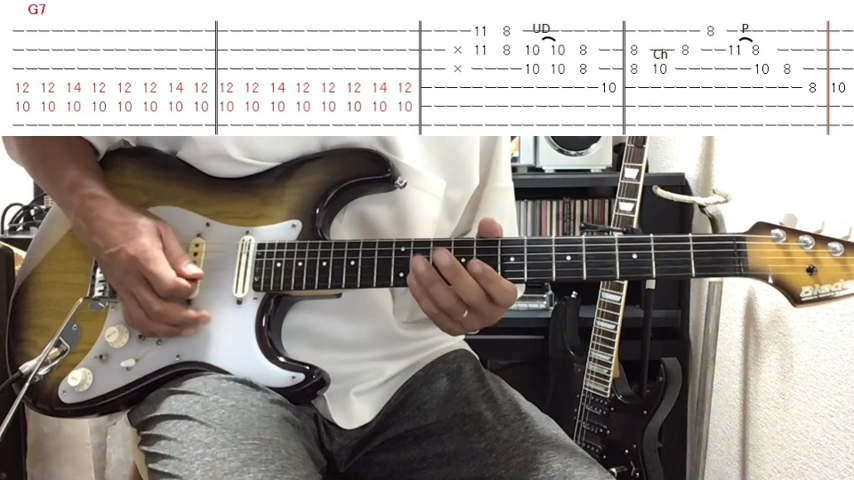 G7
11 8 UD 8 P
× 11 8 10 10 8 8 Ch 8 11 8
× 10 10 8 8 10 10 8
12 12 14 12 12 12 14 12 12 12 14 12 12 12 14 12 10 8 10
10 10 10 10 10 10 10 10 10 10 10 10 10 10 10 10
Blade